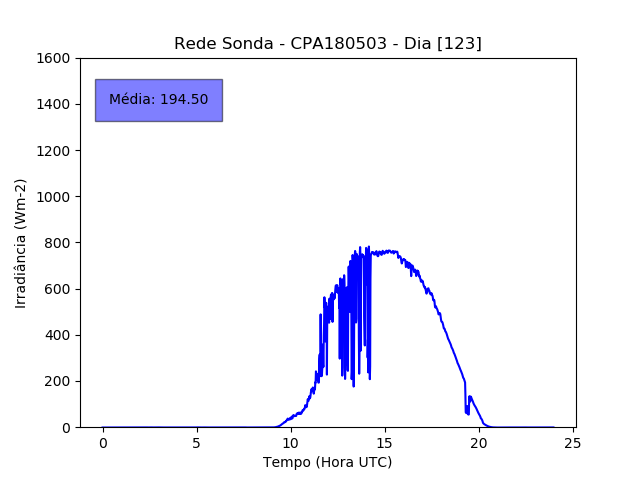 Rede Sonda - CPA180503 - Dia [123]
Média: 194.50
Irradiância (Wm-2)
1600
1400
1200
1000
800
600
400
200
0
0 5 10 15 20 25
Tempo (Hora UTC)